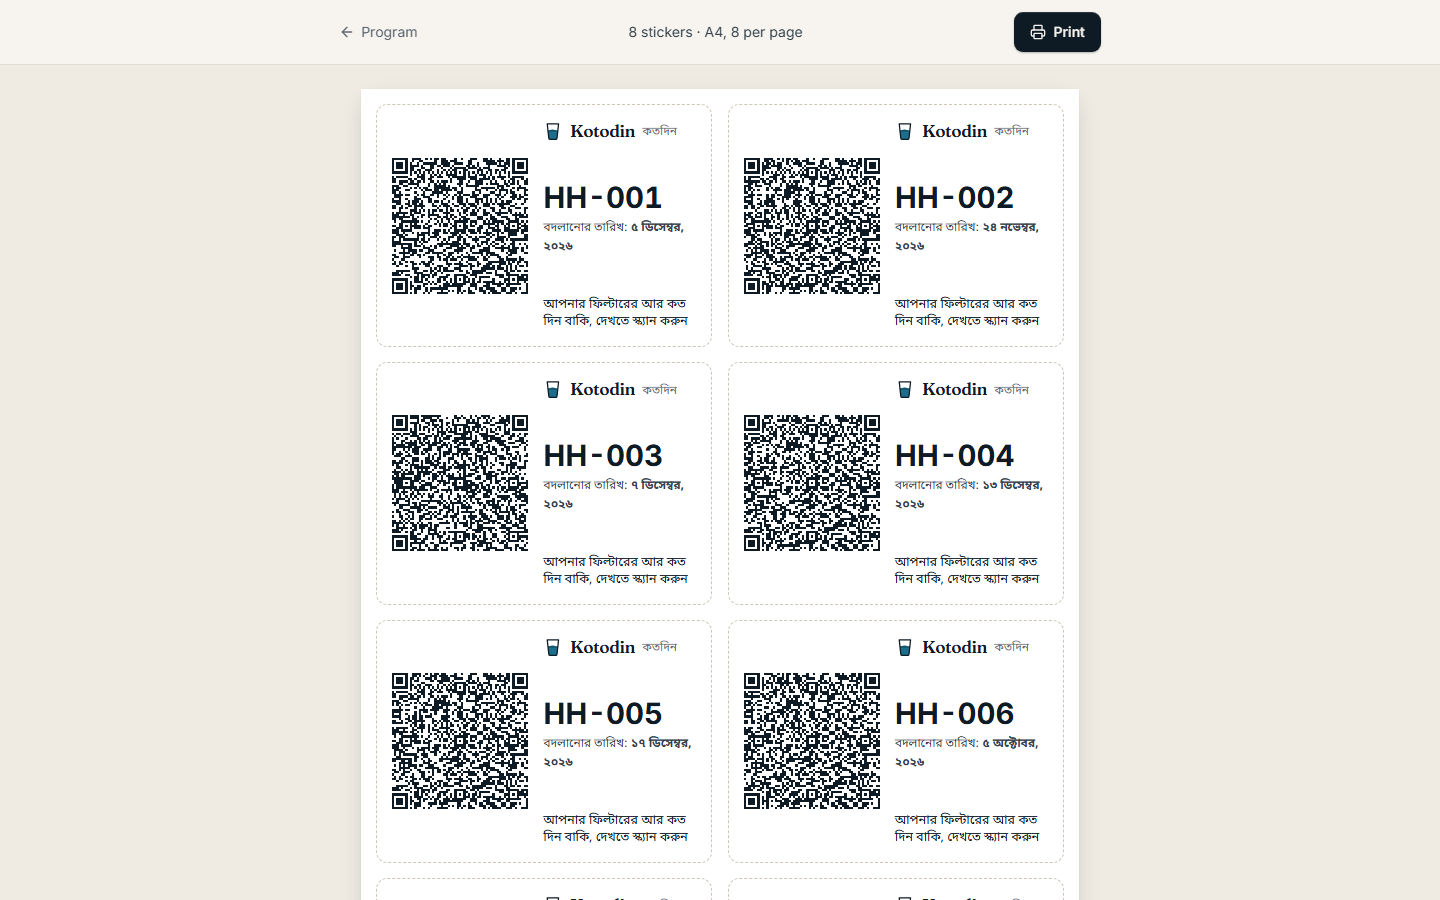 Program
8 stickers · A4, 8 per page
Print
Kotodin কতদিন
HH-001
বদলানোর তারিখ: ৫ ডিসেম্বর,
২০২৬
আপনার ফিল্টারের আর কত
দিন বাকি, দেখতে স্ক্যান করুন
Kotodin কতদিন
HH-002
বদলানোর তারিখ: ২৪ নভেম্বর,
২০২৬
আপনার ফিল্টারের আর কত
দিন বাকি, দেখতে স্ক্যান করুন
Kotodin কতদিন
HH-003
বদলানোর তারিখ: ৭ ডিসেম্বর,
২০২৬
আপনার ফিল্টারের আর কত
দিন বাকি, দেখতে স্ক্যান করুন
Kotodin কতদিন
HH-004
বদলানোর তারিখ: ১৩ ডিসেম্বর,
২০২৬
আপনার ফিল্টারের আর কত
দিন বাকি, দেখতে স্ক্যান করুন
Kotodin কতদিন
HH-005
বদলানোর তারিখ: ১৭ ডিসেম্বর,
২০২৬
আপনার ফিল্টারের আর কত
দিন বাকি, দেখতে স্ক্যান করুন
Kotodin কতদিন
HH-006
বদলানোর তারিখ: ৫ অক্টোবর,
২০২৬
আপনার ফিল্টারের আর কত
দিন বাকি, দেখতে স্ক্যান করুন